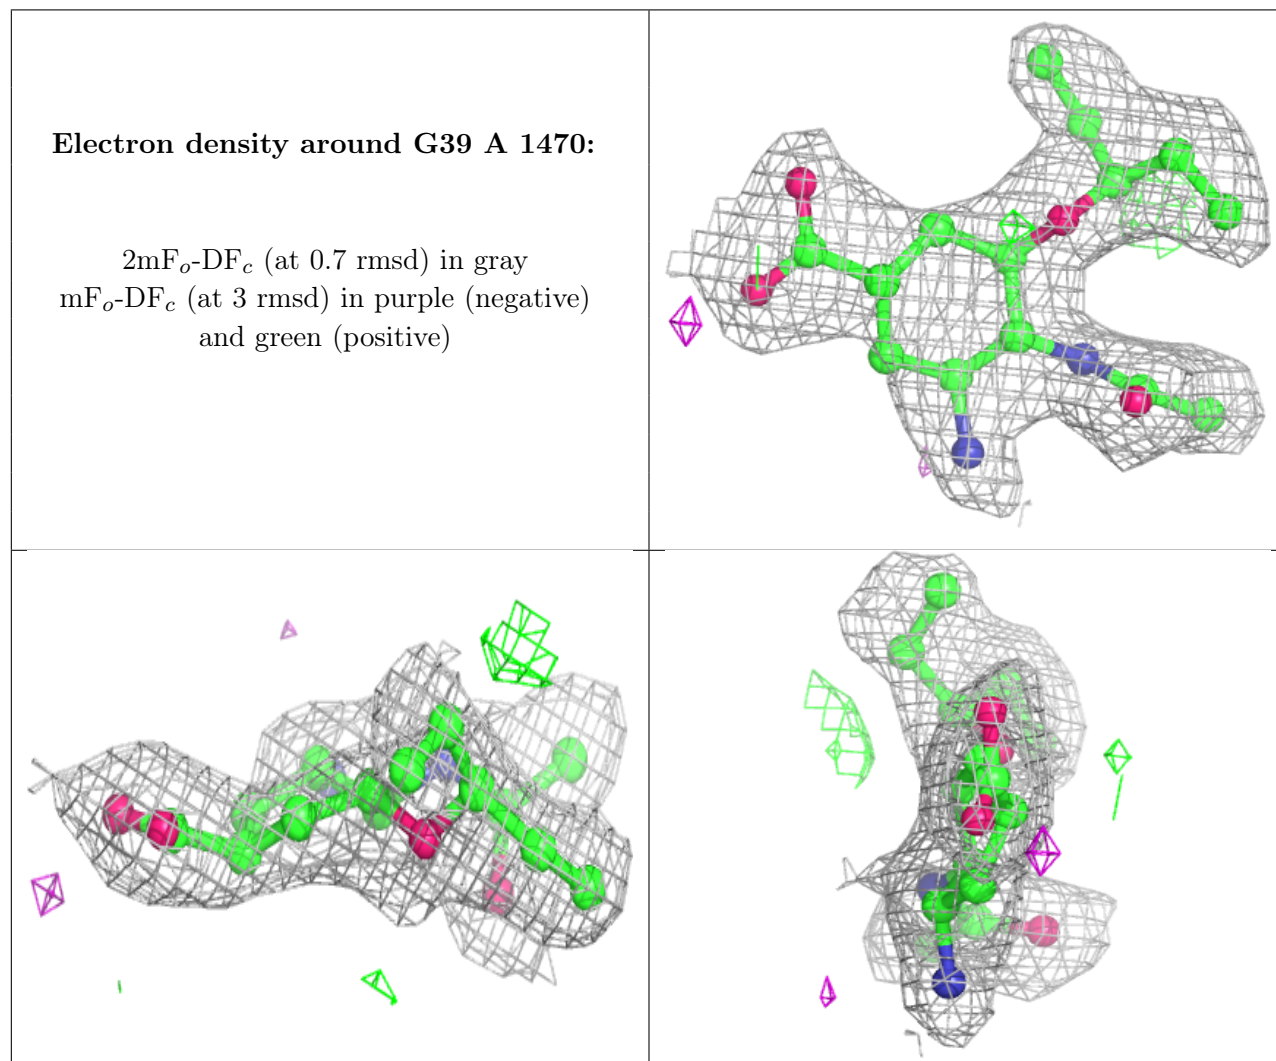 Electron density around G39 A 1470:
2mFo-DFc (at 0.7 rmsd) in gray
mFo-DFc (at 3 rmsd) in purple (negative)
and green (positive)